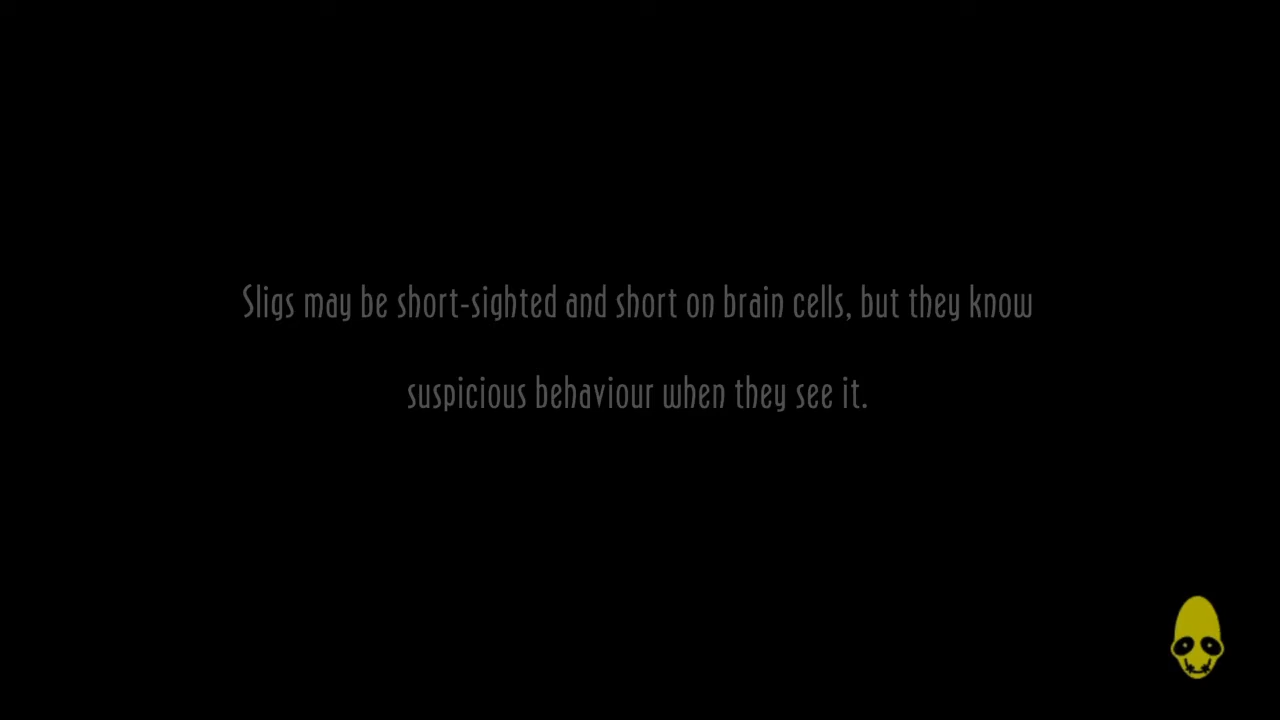 Sligs may be short-sighted and short on brain cells, but they know
suspicious behaviour when they see it.